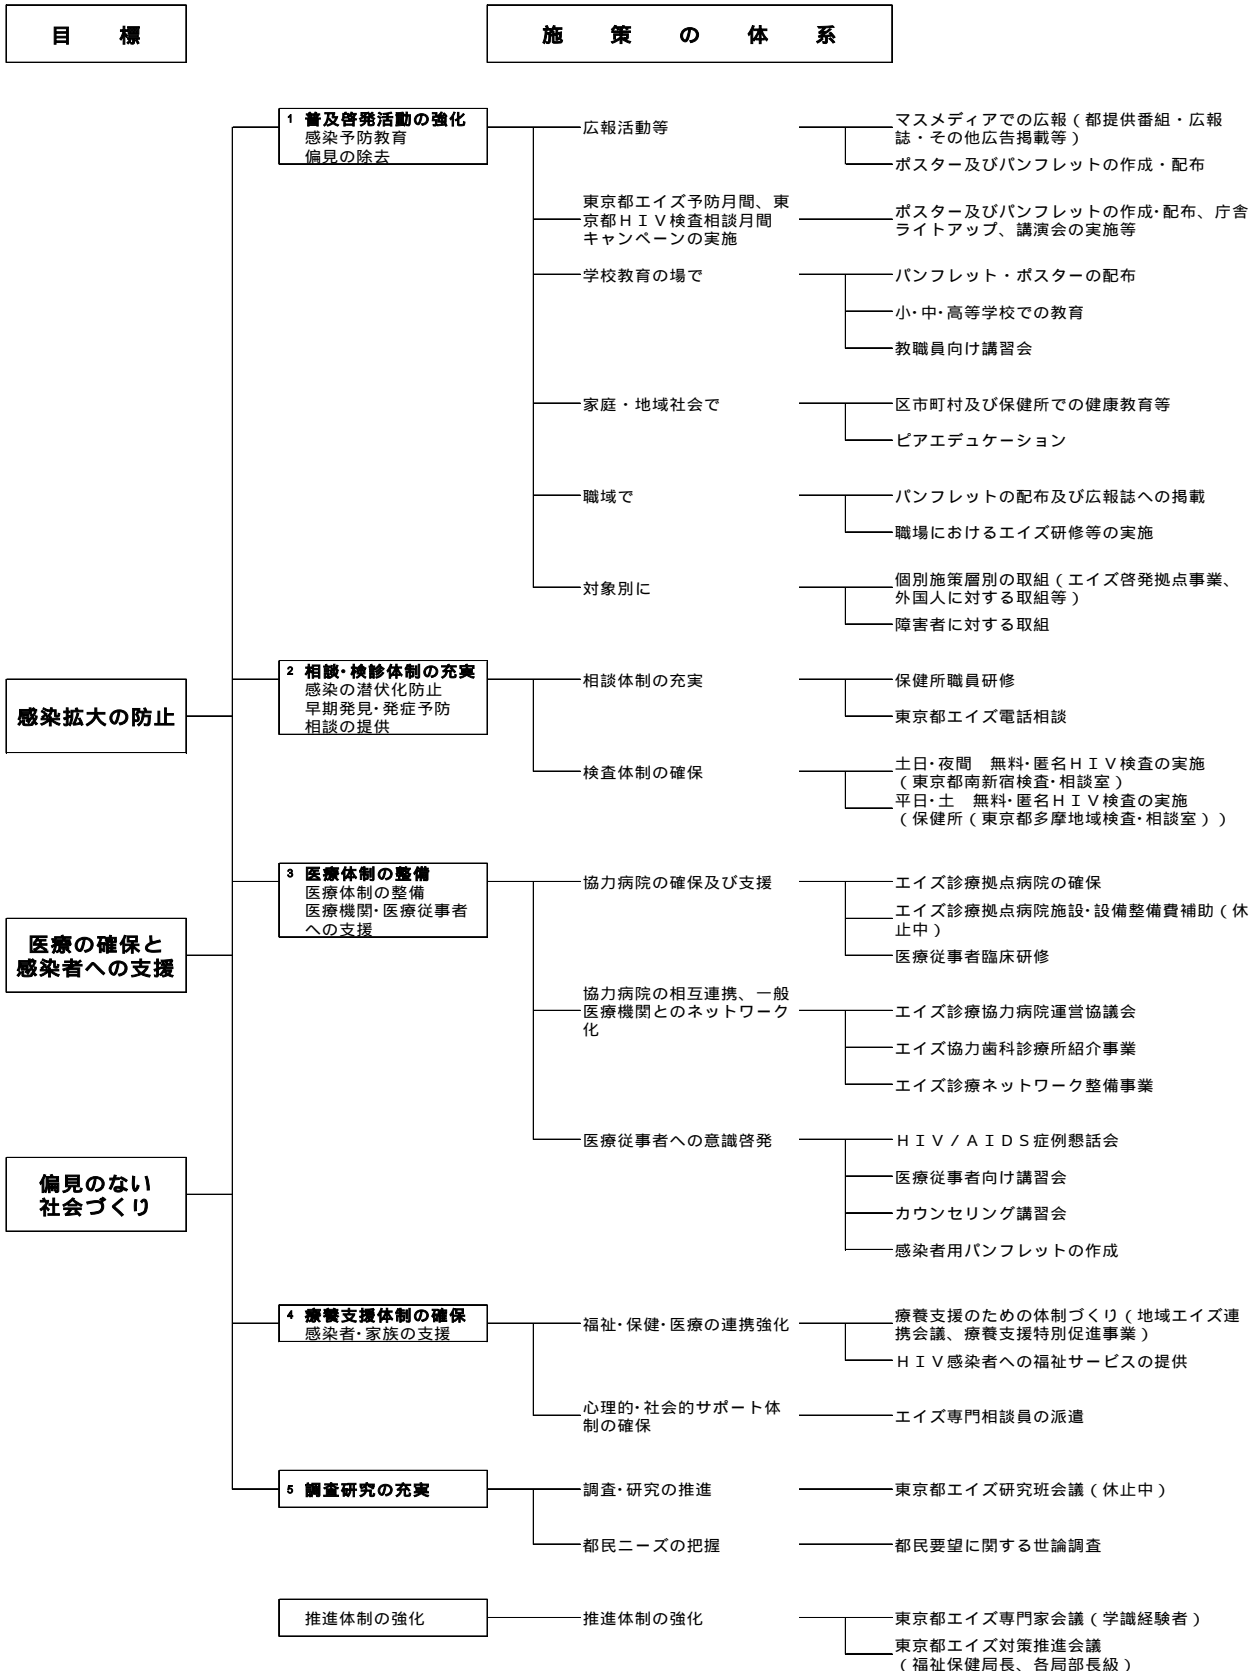 目　標
施　策　の　体　系
1 普及啓発活動の強化
感染予防教育
偏見の除去
広報活動等
マスメディアでの広報（都提供番組・広報
誌・その他広告掲載等）
ポスター及びパンフレットの作成・配布
東京都エイズ予防月間、東
京都ＨＩＶ検査相談月間
キャンペーンの実施
ポスター及びパンフレットの作成・配布、庁舎
ライトアップ、講演会の実施等
学校教育の場で
パンフレット・ポスターの配布
小・中・高等学校での教育
教職員向け講習会
家庭・地域社会で
区市町村及び保健所での健康教育等
ピアエデュケーション
職域で
パンフレットの配布及び広報誌への掲載
職場におけるエイズ研修等の実施
対象別に
個別施策層別の取組（エイズ啓発拠点事業、
外国人に対する取組等）
障害者に対する取組
感染拡大の防止
2 相談・検診体制の充実
感染の潜伏化防止
早期発見・発症予防
相談の提供
相談体制の充実
保健所職員研修
東京都エイズ電話相談
検査体制の確保
土日・夜間　無料・匿名ＨＩＶ検査の実施
（東京都南新宿検査・相談室）
平日・土　無料・匿名ＨＩＶ検査の実施
（保健所（東京都多摩地域検査・相談室））
医療の確保と
感染者への支援
3 医療体制の整備
医療体制の整備
医療機関・医療従事者
への支援
協力病院の確保及び支援
エイズ診療拠点病院の確保
エイズ診療拠点病院施設・設備整備費補助（休
止中）
医療従事者臨床研修
協力病院の相互連携、一般
医療機関とのネットワーク
化
エイズ診療協力病院運営協議会
エイズ協力歯科診療所紹介事業
エイズ診療ネットワーク整備事業
医療従事者への意識啓発
ＨＩＶ／ＡＩＤＳ症例懇話会
医療従事者向け講習会
カウンセリング講習会
感染者用パンフレットの作成
偏見のない
社会づくり
4 療養支援体制の確保
感染者・家族の支援
福祉・保健・医療の連携強化
療養支援のための体制づくり（地域エイズ連
携会議、療養支援特別促進事業）
ＨＩＶ感染者への福祉サービスの提供
心理的・社会的サポート体
制の確保
エイズ専門相談員の派遣
5 調査研究の充実
調査・研究の推進
東京都エイズ研究班会議（休止中）
都民ニーズの把握
都民要望に関する世論調査
推進体制の強化
推進体制の強化
東京都エイズ専門家会議（学識経験者）
東京都エイズ対策推進会議
（福祉保健局長、各局部長級）